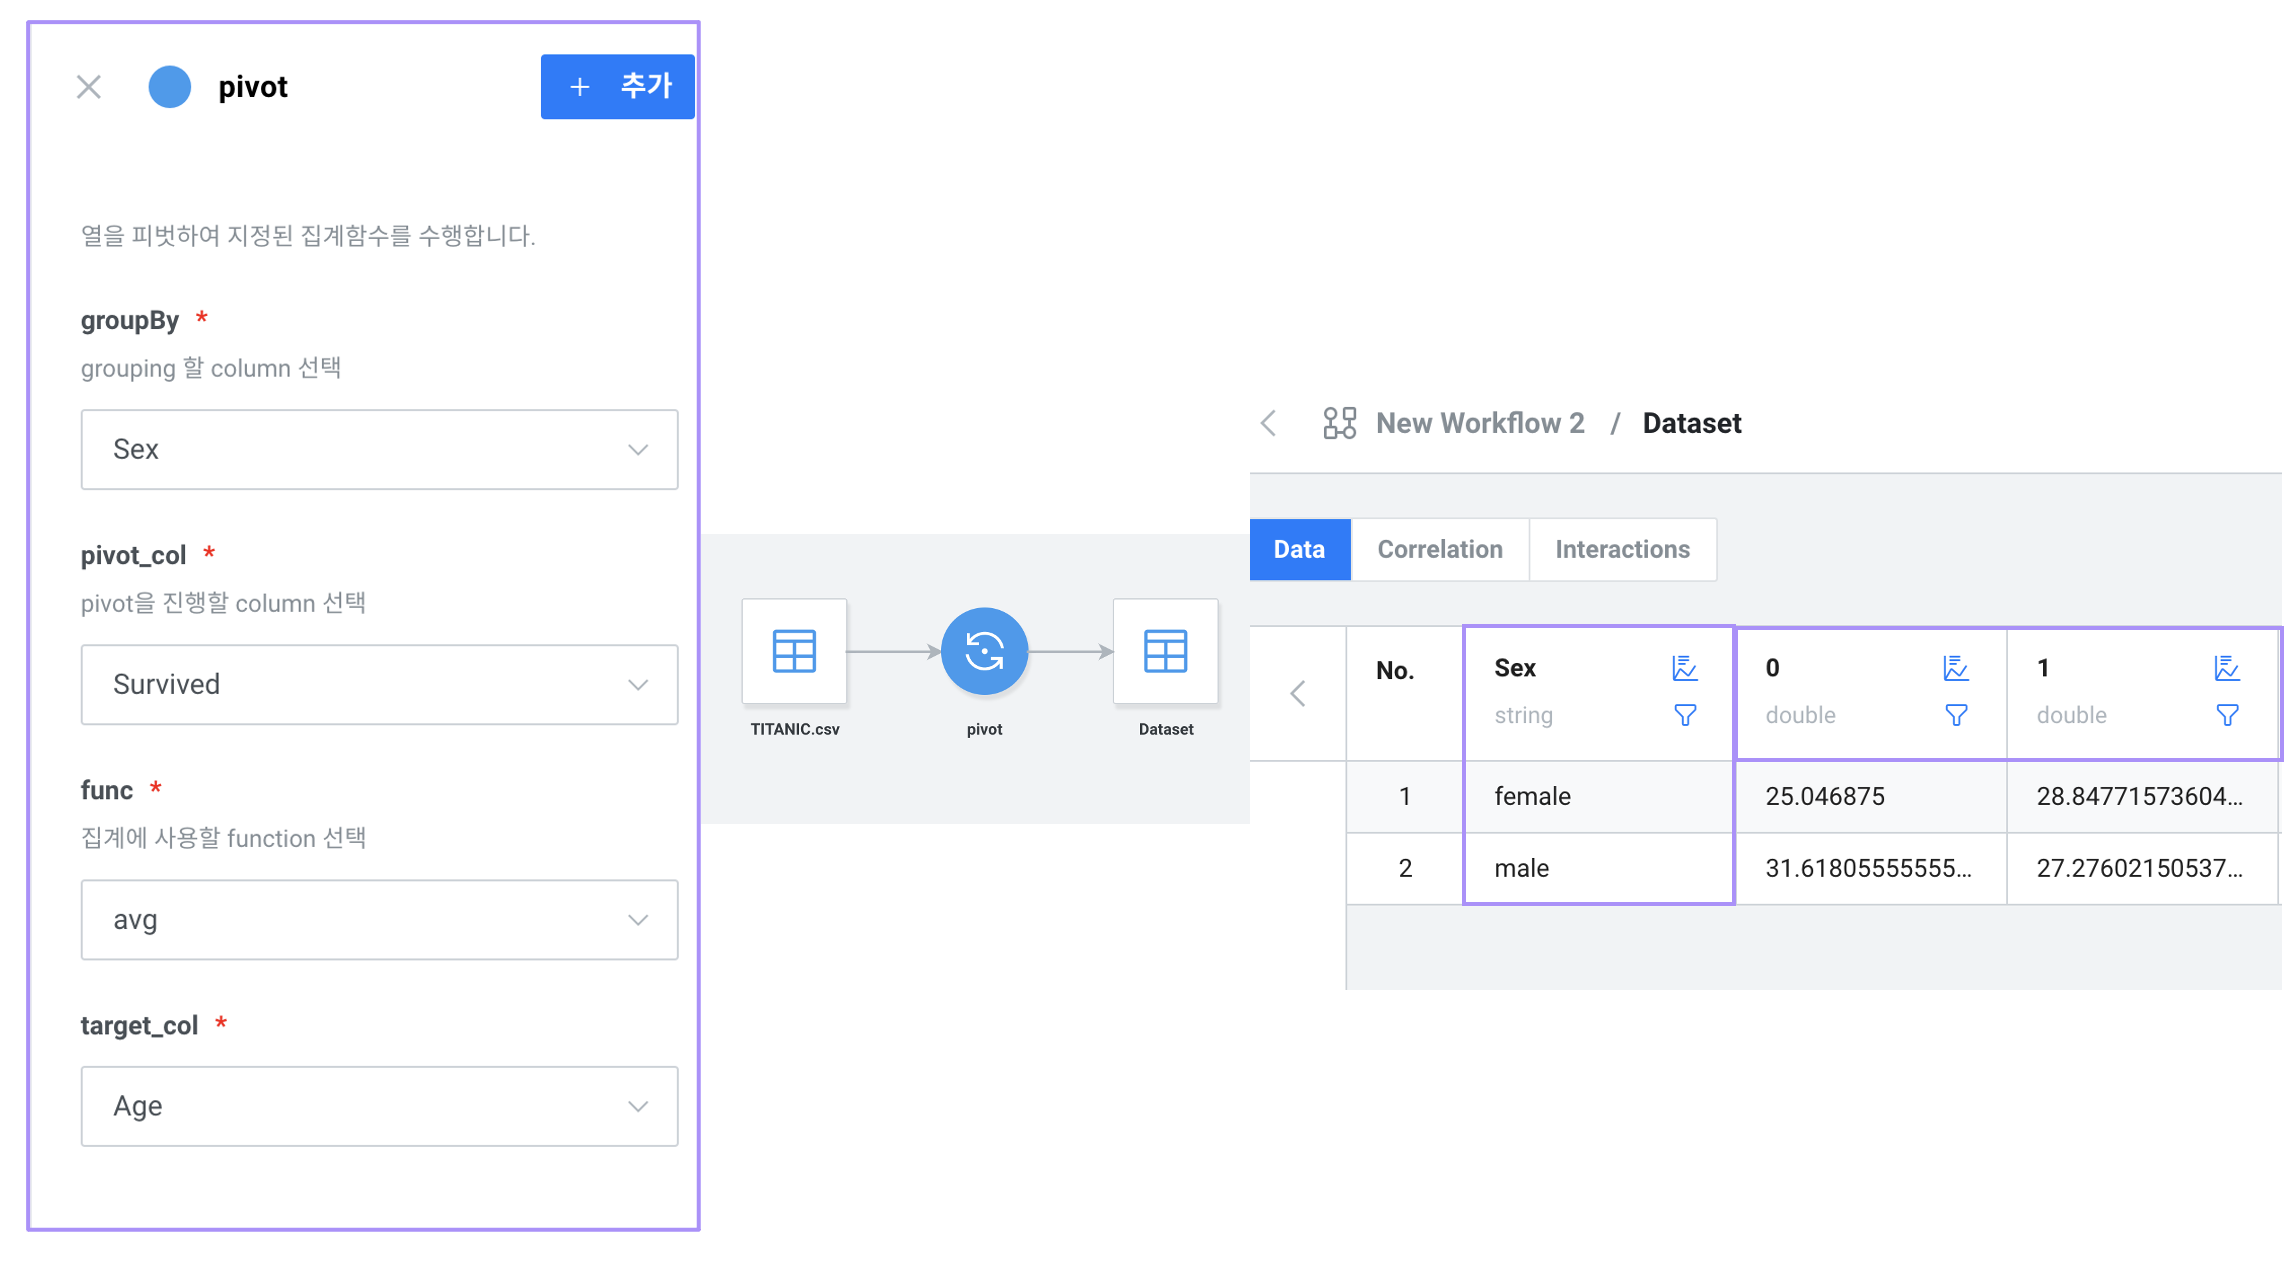 pivot
+ 추가
열을 피벗하여 지정된 집계함수를 수행합니다.
groupBy *
grouping 할 column 선택
Sex
pivot_col *
pivot을 진행할 column 선택
Survived
func *
집계에 사용할 function 선택
avg
target_col *
Age
TITANIC.csv
pivot
Dataset
New Workflow 2 / Dataset
Data Correlation Interactions
No. Sex 0 1
string double double
1 female 25.046875 28.84771573604...
2 male 31.61805555555... 27.27602150537...